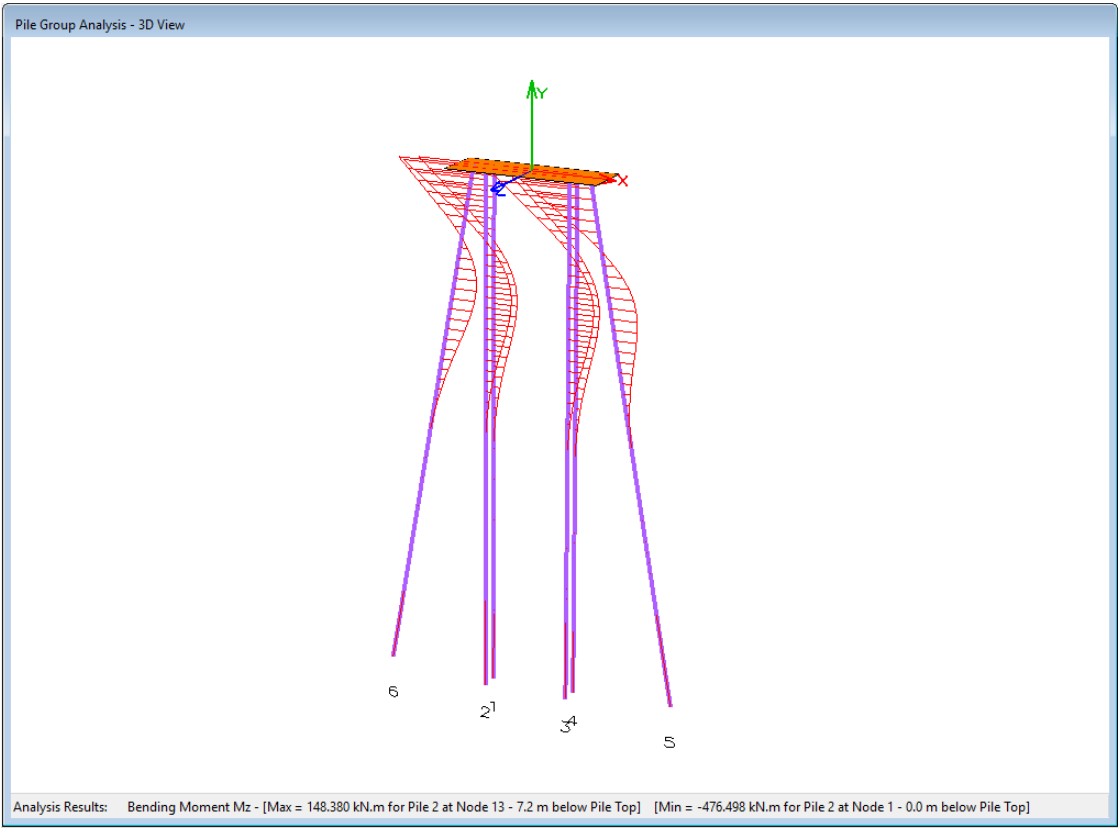 Pile Group Analysis - 3D View
Y
X
Z
6
2
1
3
4
5
Analysis Results: Bending Moment Mz - [Max = 148.380 kN.m for Pile 2 at Node 13 - 7.2 m below Pile Top] [Min = -476.498 kN.m for Pile 2 at Node 1 - 0.0 m below Pile Top]